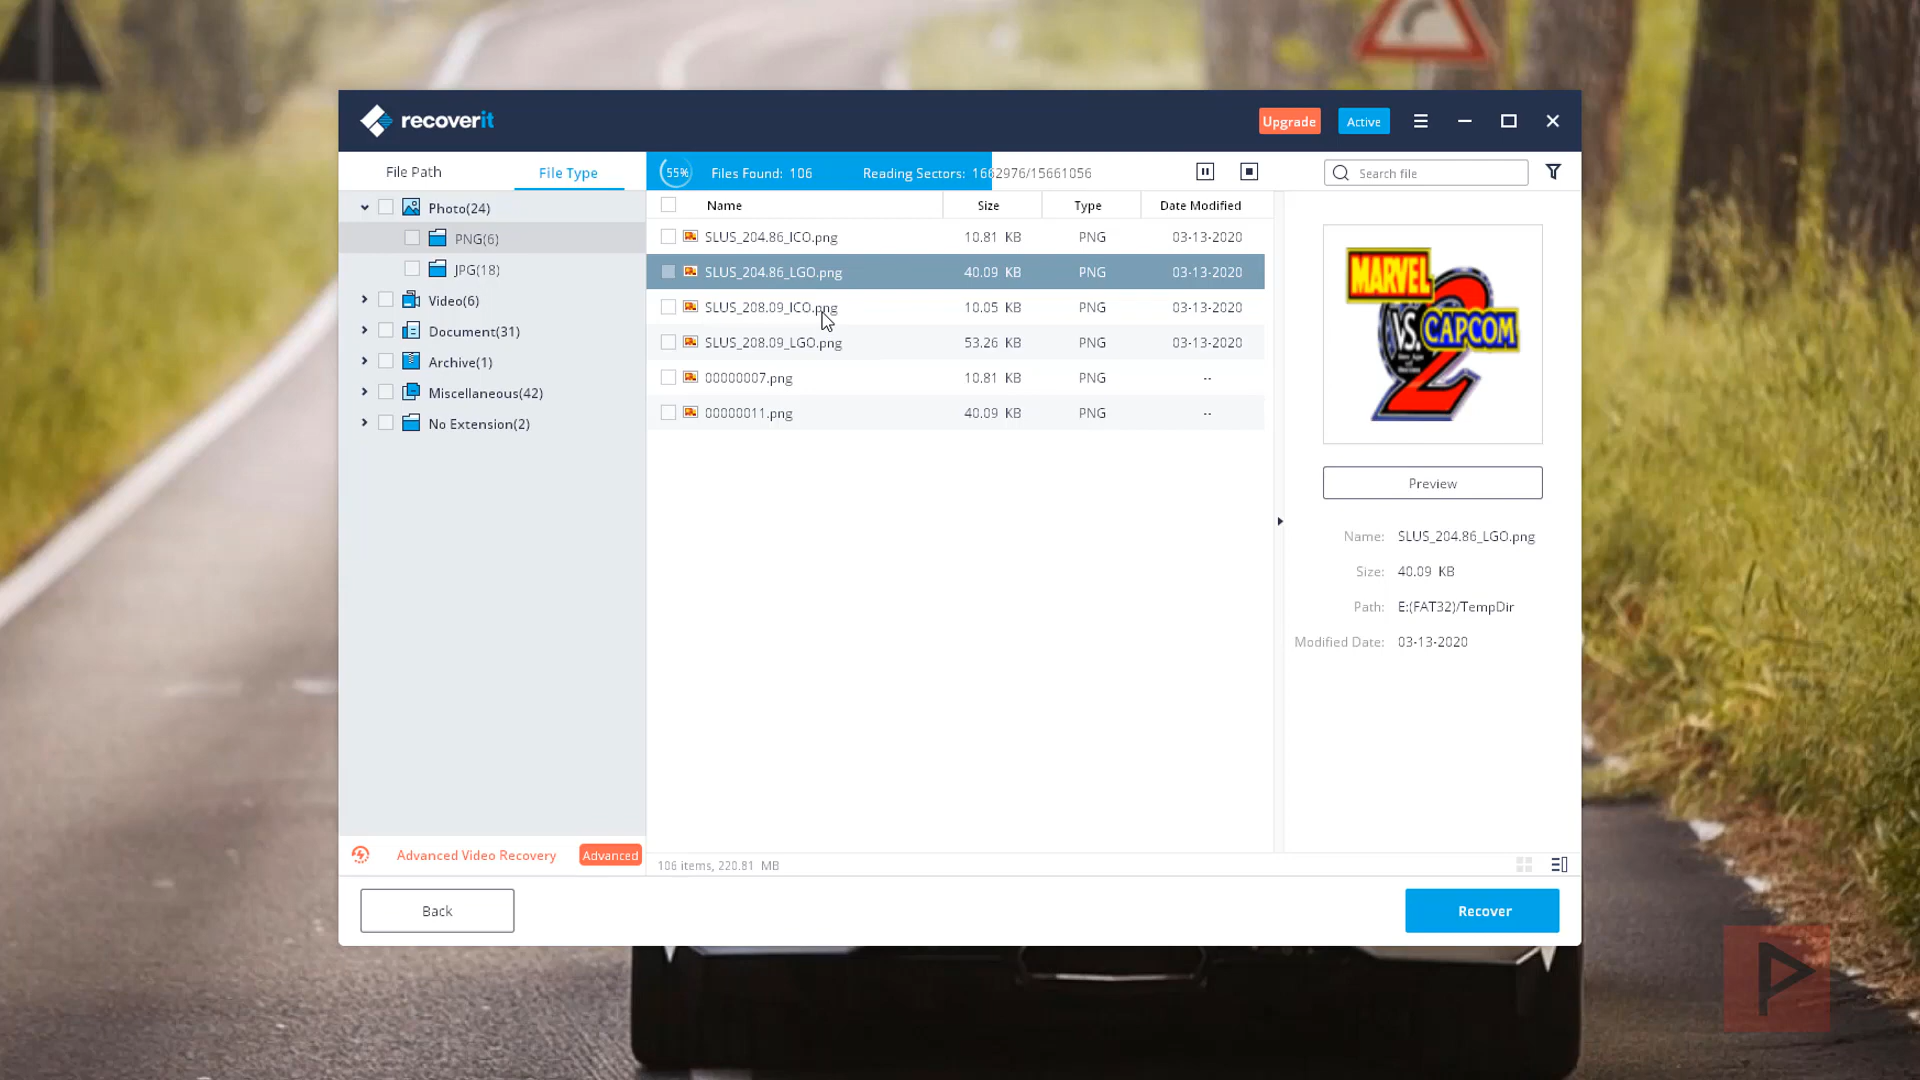 recoverit
Upgrade
Active
File Path
File Type
55%
Files Found: 106
Reading Sectors: 1662976/15661056
Search file
Photo(24)
PNG(6)
JPG(18)
Video(6)
Document(31)
Archive(1)
Miscellaneous(42)
No Extension(2)
Name Size Type Date Modified
SLUS_204.86_ICO.png 10.81 KB PNG 03-13-2020
SLUS_204.86_LGO.png 40.09 KB PNG 03-13-2020
SLUS_208.09_ICO.png 10.05 KB PNG 03-13-2020
SLUS_208.09_LGO.png 53.26 KB PNG 03-13-2020
00000007.png 10.81 KB PNG --
00000011.png 40.09 KB PNG --
MARVEL
VS. CAPCOM
2
Preview
Name: SLUS_204.86_LGO.png
Size: 40.09 KB
Path: E:(FAT32)/TempDir
Modified Date: 03-13-2020
Advanced Video Recovery
Advanced
106 items, 220.81 MB
Back
Recover
P